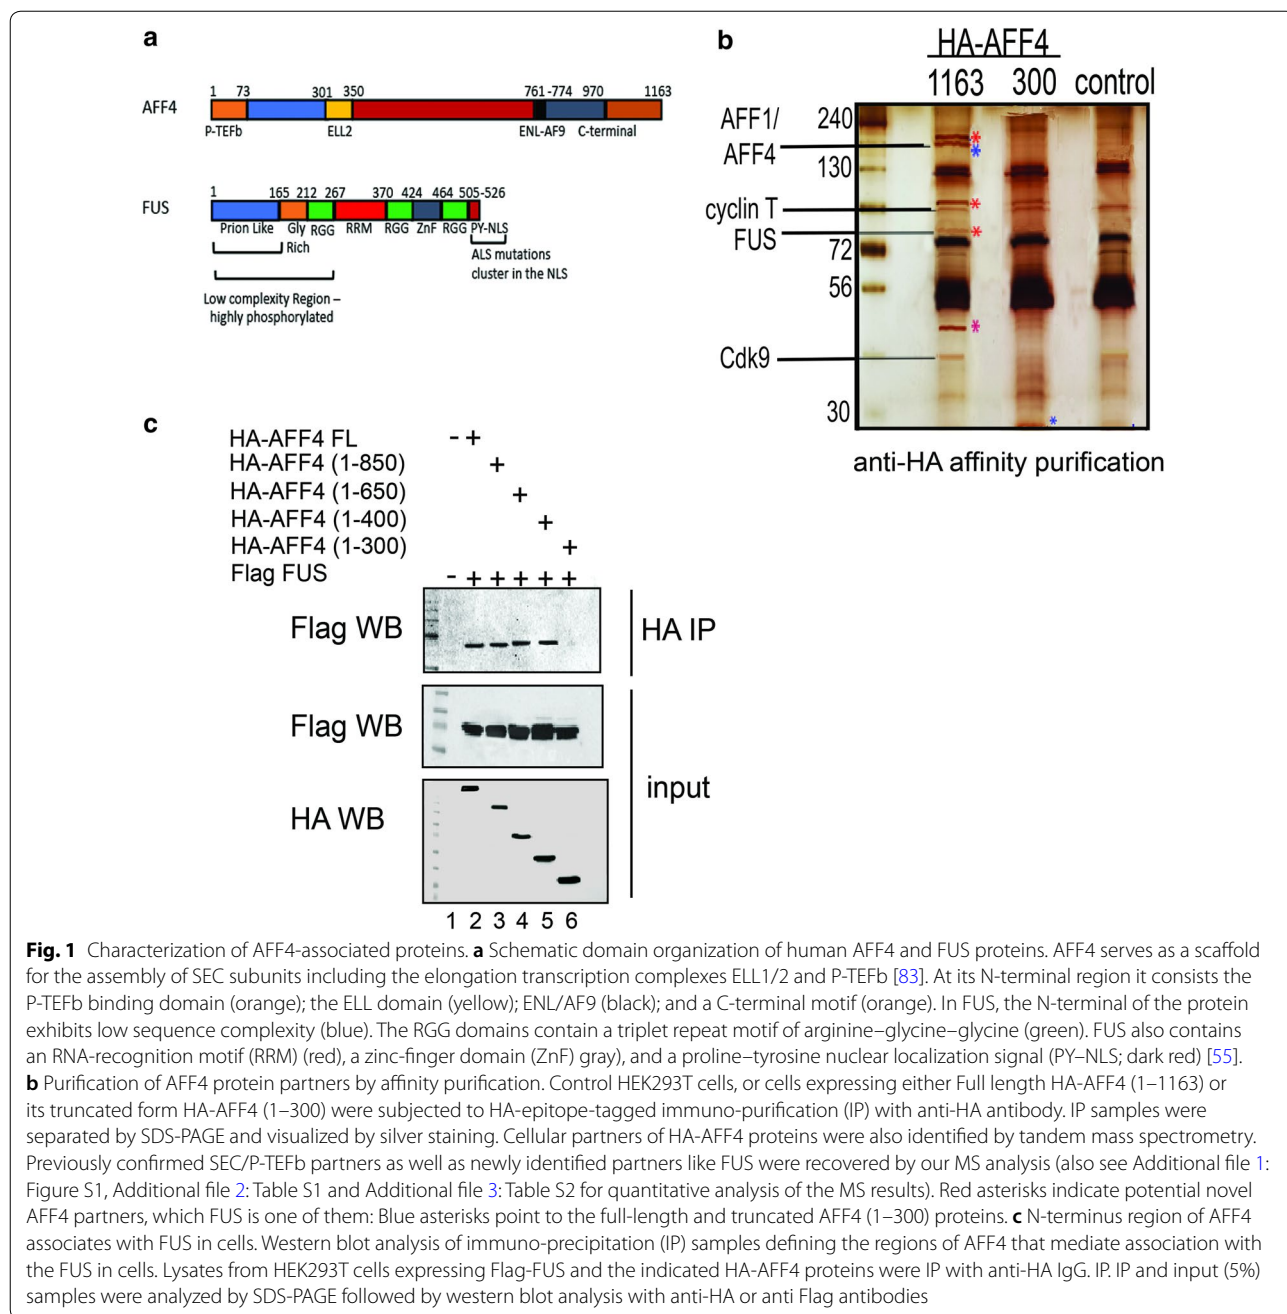 a
1 73 301 350 761 -774 970 1163
AFF4
P-TEFb ELL2 ENL-AF9 C-terminal
1 165 212 267 370 424 464 505-526
FUS
Prion Like Gly RGG RRM RGG ZnF RGG PY-NLS
Rich
ALS mutations
cluster in the NLS
Low complexity Region –
highly phosphorylated
b
HA-AFF4
1163 300 control
AFF1/
AFF4
cyclin T
FUS
Cdk9
240
130
72
56
30
*
*
*
*
*
*
anti-HA affinity purification
c
HA-AFF4 FL - +
HA-AFF4 (1-850) +
HA-AFF4 (1-650) +
HA-AFF4 (1-400) +
HA-AFF4 (1-300) +
Flag FUS - + + + + +
Flag WB HA IP
Flag WB
input
HA WB
1 2 3 4 5 6
Fig. 1 Characterization of AFF4-associated proteins. a Schematic domain organization of human AFF4 and FUS proteins. AFF4 serves as a scaffold
for the assembly of SEC subunits including the elongation transcription complexes ELL1/2 and P-TEFb [83]. At its N-terminal region it consists the
P-TEFb binding domain (orange); the ELL domain (yellow); ENL/AF9 (black); and a C-terminal motif (orange). In FUS, the N-terminal of the protein
exhibits low sequence complexity (blue). The RGG domains contain a triplet repeat motif of arginine–glycine–glycine (green). FUS also contains
an RNA-recognition motif (RRM) (red), a zinc-finger domain (ZnF) gray), and a proline–tyrosine nuclear localization signal (PY–NLS; dark red) [55].
b Purification of AFF4 protein partners by affinity purification. Control HEK293T cells, or cells expressing either Full length HA-AFF4 (1–1163) or
its truncated form HA-AFF4 (1–300) were subjected to HA-epitope-tagged immuno-purification (IP) with anti-HA antibody. IP samples were
separated by SDS-PAGE and visualized by silver staining. Cellular partners of HA-AFF4 proteins were also identified by tandem mass spectrometry.
Previously confirmed SEC/P-TEFb partners as well as newly identified partners like FUS were recovered by our MS analysis (also see Additional file 1:
Figure S1, Additional file 2: Table S1 and Additional file 3: Table S2 for quantitative analysis of the MS results). Red asterisks indicate potential novel
AFF4 partners, which FUS is one of them: Blue asterisks point to the full-length and truncated AFF4 (1–300) proteins. c N-terminus region of AFF4
associates with FUS in cells. Western blot analysis of immuno-precipitation (IP) samples defining the regions of AFF4 that mediate association with
the FUS in cells. Lysates from HEK293T cells expressing Flag-FUS and the indicated HA-AFF4 proteins were IP with anti-HA IgG. IP. IP and input (5%)
samples were analyzed by SDS-PAGE followed by western blot analysis with anti-HA or anti Flag antibodies